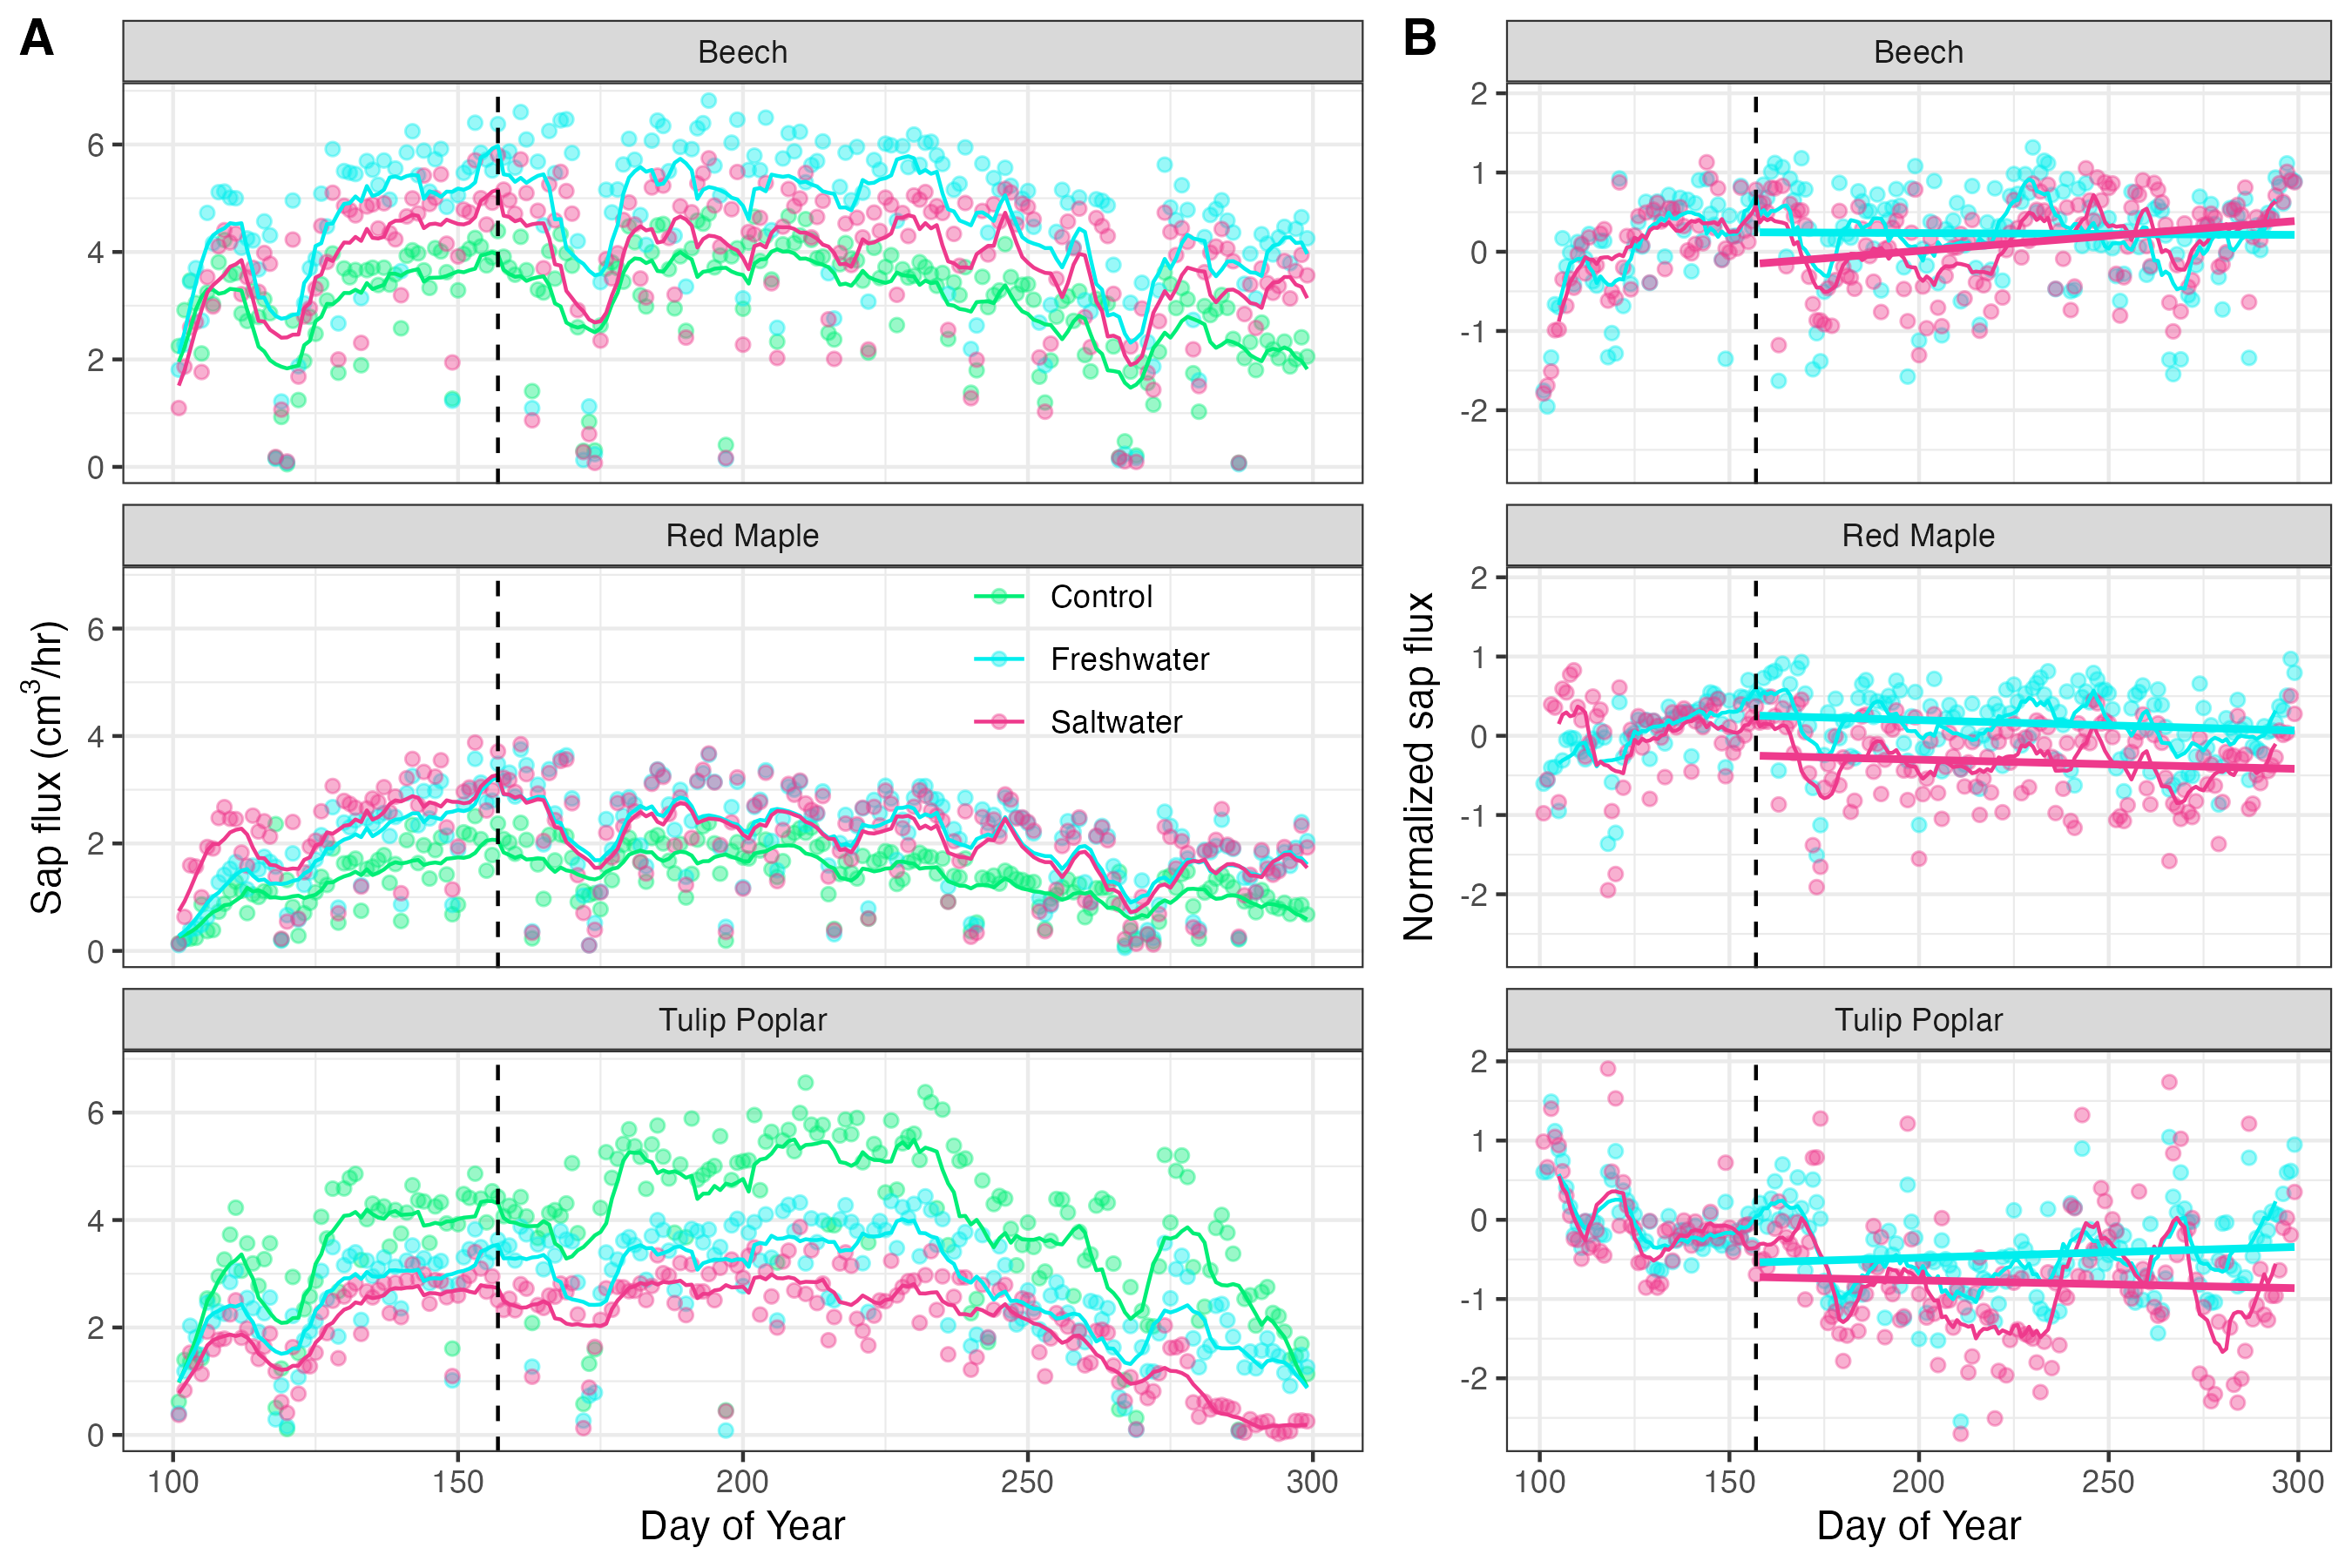 A
Beech
6
4
2
0
Red Maple
Control
Freshwater
Saltwater
6
4
2
0
Sap flux (cm³/hr)
Tulip Poplar
6
4
2
0
100 150 200 250 300
Day of Year
B
Beech
2
1
0
-1
-2
Red Maple
2
1
0
-1
-2
Normalized sap flux
Tulip Poplar
2
1
0
-1
-2
100 150 200 250 300
Day of Year